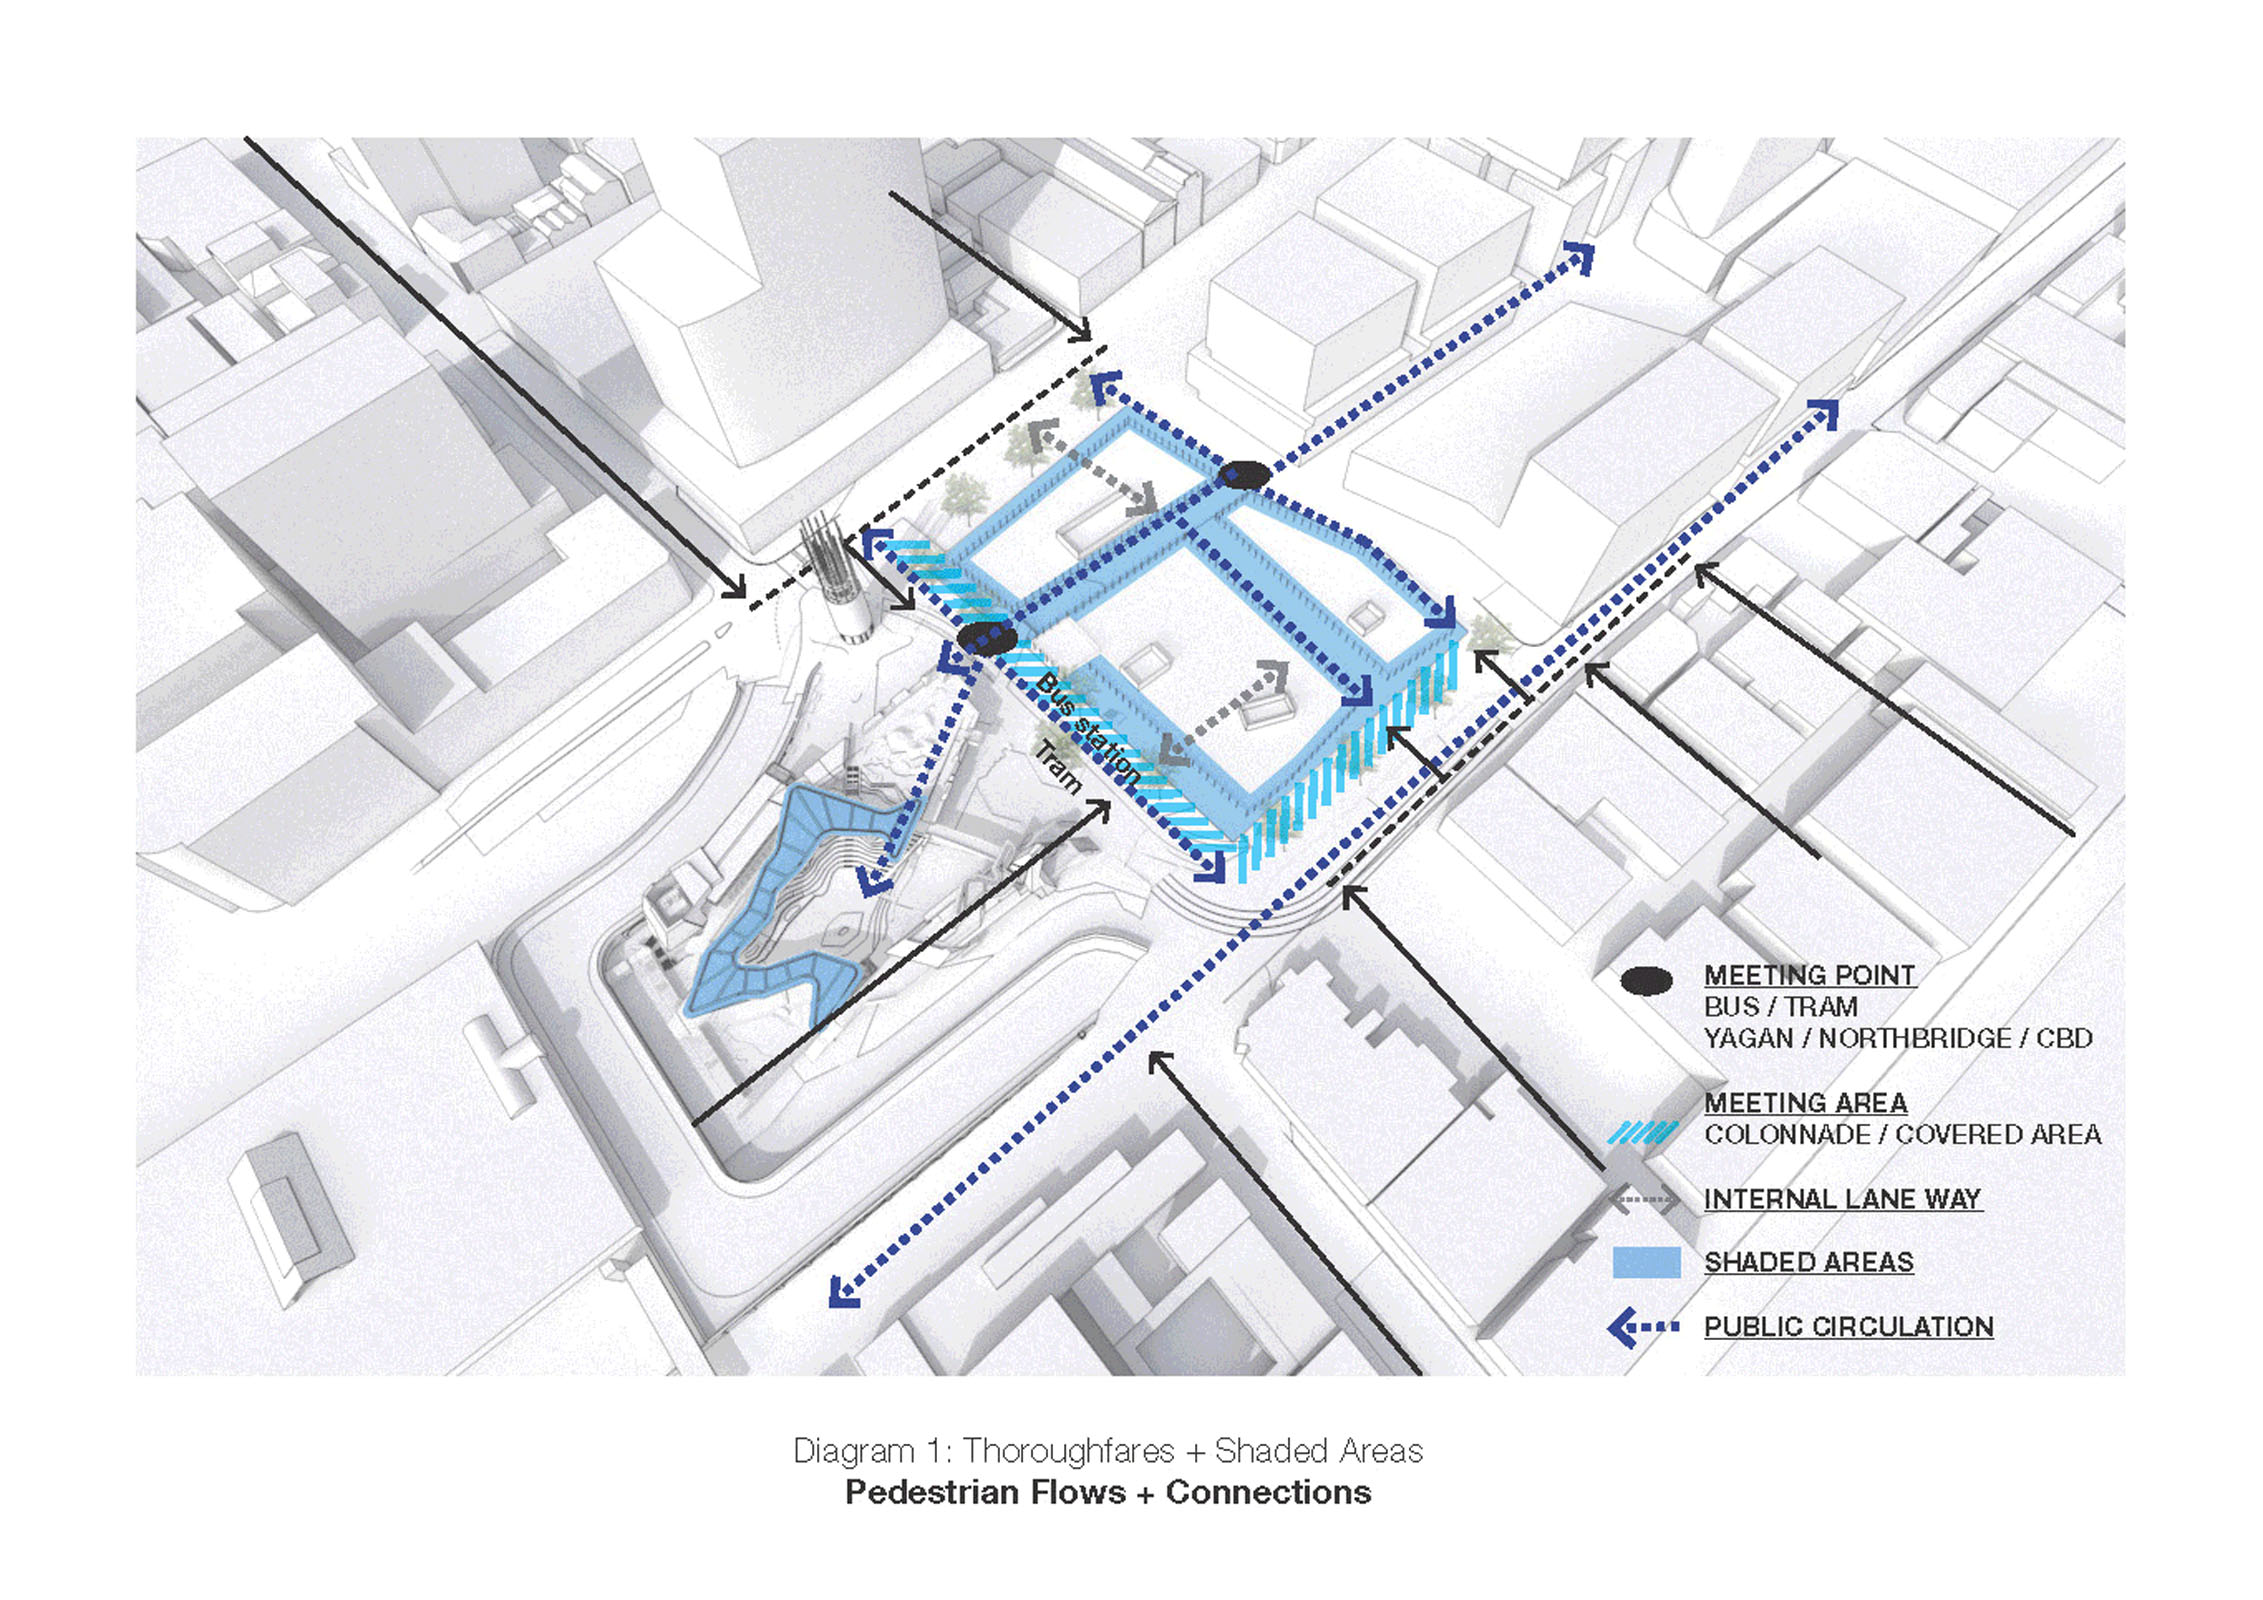 Bus station
Tram
MEETING POINT
BUS / TRAM
YAGAN / NORTHBRIDGE / CBD
MEETING AREA
COLONNADE / COVERED AREA
INTERNAL LANE WAY
SHADED AREAS
PUBLIC CIRCULATION
Diagram 1: Thoroughfares + Shaded Areas
Pedestrian Flows + Connections